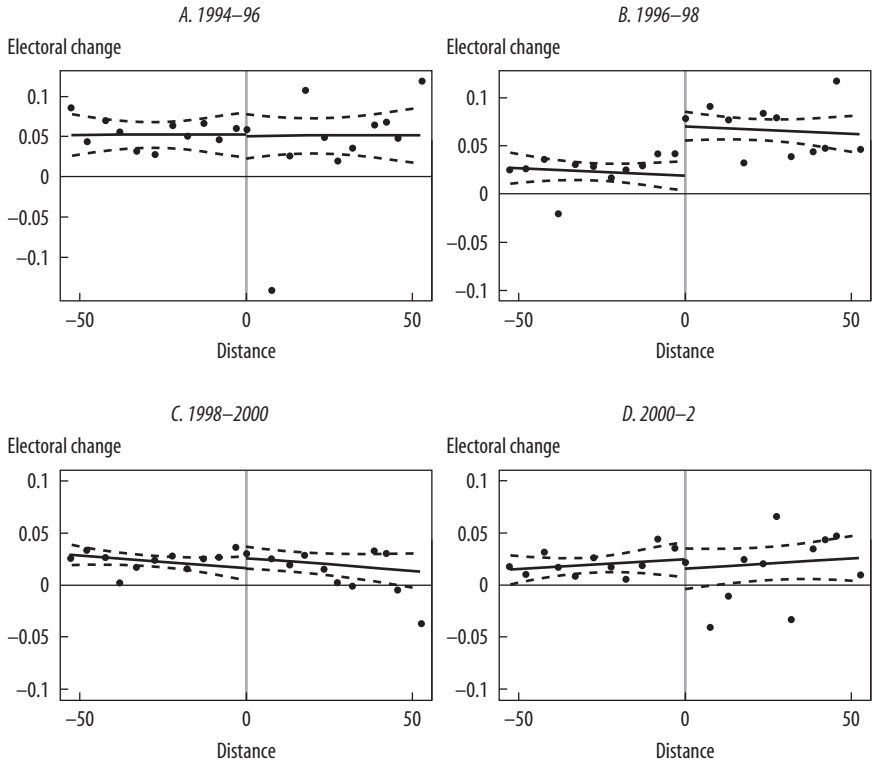 A. 1994–96
Electoral change
0.1
0.05
0
–0.05
–0.1
–50 0 50
Distance
B. 1996–98
Electoral change
0.1
0.05
0
–0.05
–0.1
–50 0 50
Distance
C. 1998–2000
Electoral change
0.1
0.05
0
–0.05
–0.1
–50 0 50
Distance
D. 2000–2
Electoral change
0.1
0.05
0
–0.05
–0.1
–50 0 50
Distance